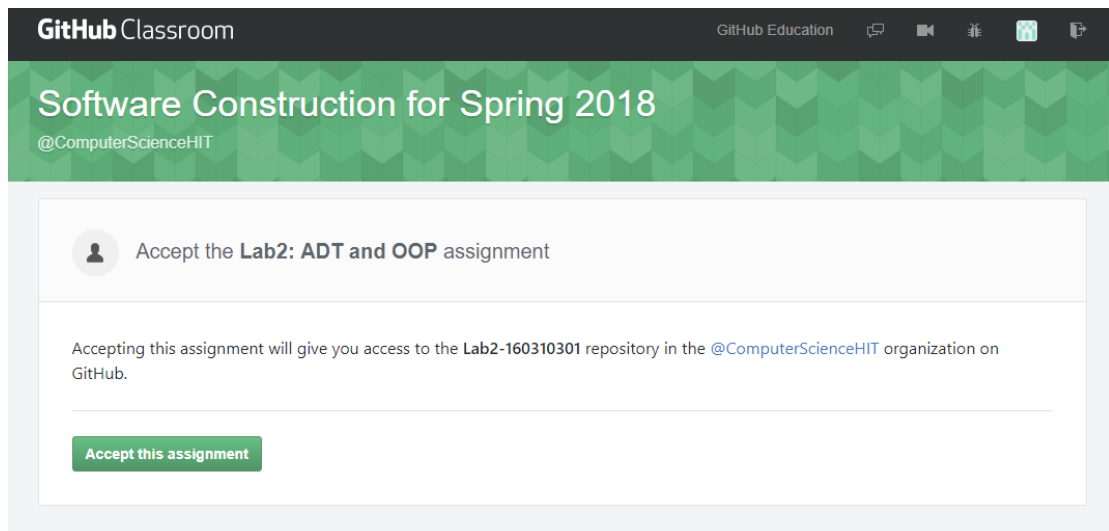 GitHub Classroom
GitHub Education
Software Construction for Spring 2018
@ComputerScienceHIT
Accept the Lab2: ADT and OOP assignment
Accepting this assignment will give you access to the Lab2-160310301 repository in the @ComputerScienceHIT organization on
GitHub.
Accept this assignment